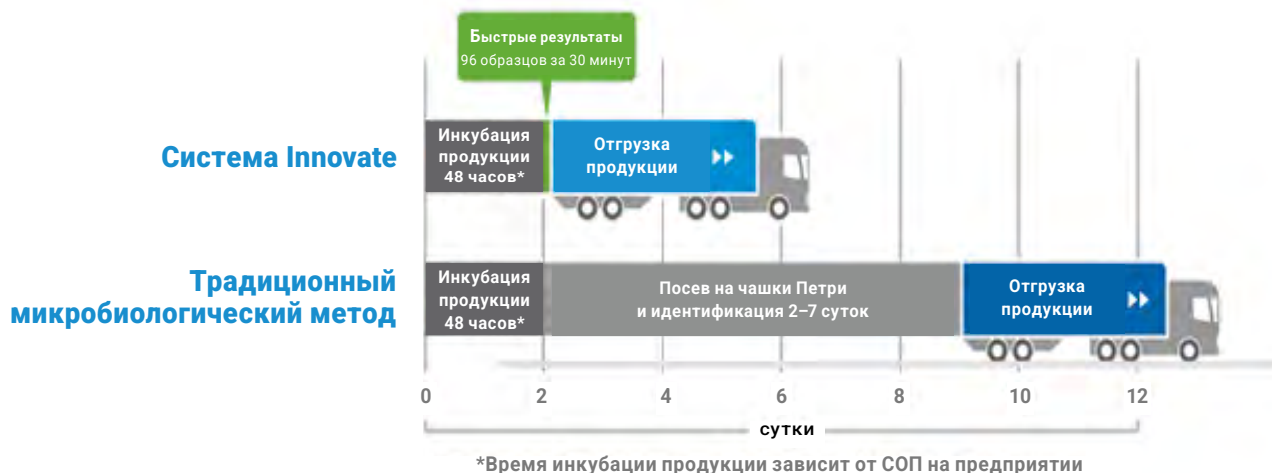 Быстрые результаты
96 образцов за 30 минут
Система Innovate
Инкубация
продукции
48 часов*
Отгрузка
продукции
Традиционный
микробиологический метод
Инкубация
продукции
48 часов*
Посев на чашки Петри
и идентификация 2–7 суток
Отгрузка
продукции
0 2 4 6 8 10 12
сутки
*Время инкубации продукции зависит от СОП на предприятии